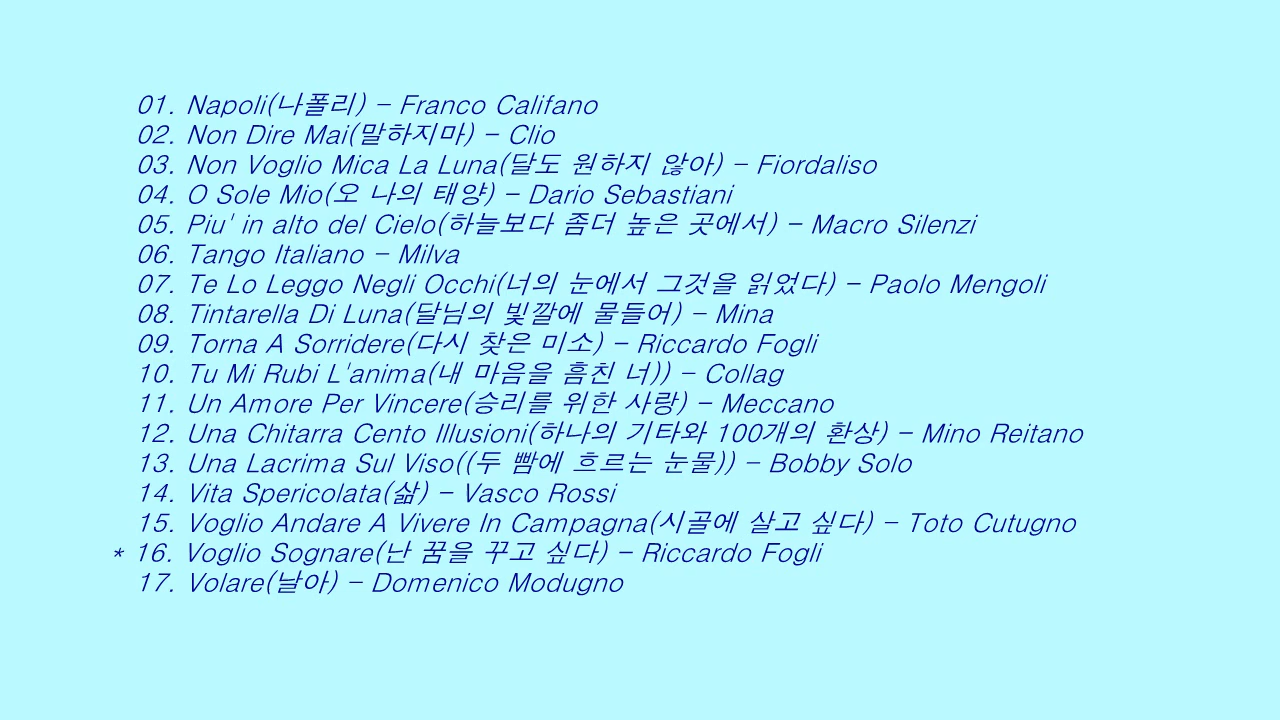 01. Napoli(나폴리) - Franco Califano
02. Non Dire Mai(말하지마) - Clio
03. Non Voglio Mica La Luna(달도 원하지 않아) - Fiordaliso
04. O Sole Mio(오 나의 태양) - Dario Sebastiani
05. Piu' in alto del Cielo(하늘보다 좀더 높은 곳에서) - Macro Silenzi
06. Tango Italiano - Milva
07. Te Lo Leggo Negli Occhi(너의 눈에서 그것을 읽었다) - Paolo Mengoli
08. Tintarella Di Luna(달님의 빛깔에 물들어) - Mina
09. Torna A Sorridere(다시 찾은 미소) - Riccardo Fogli
10. Tu Mi Rubi L'anima(내 마음을 훔친 너)) - Collag
11. Un Amore Per Vincere(승리를 위한 사랑) - Meccano
12. Una Chitarra Cento Illusioni(하나의 기타와 100개의 환상) - Mino Reitano
13. Una Lacrima Sul Viso((두 빰에 흐르는 눈물)) - Bobby Solo
14. Vita Spericolata(삶) - Vasco Rossi
15. Voglio Andare A Vivere In Campagna(시골에 살고 싶다) - Toto Cutugno
* 16. Voglio Sognare(난 꿈을 꾸고 싶다) - Riccardo Fogli
17. Volare(날아) - Domenico Modugno